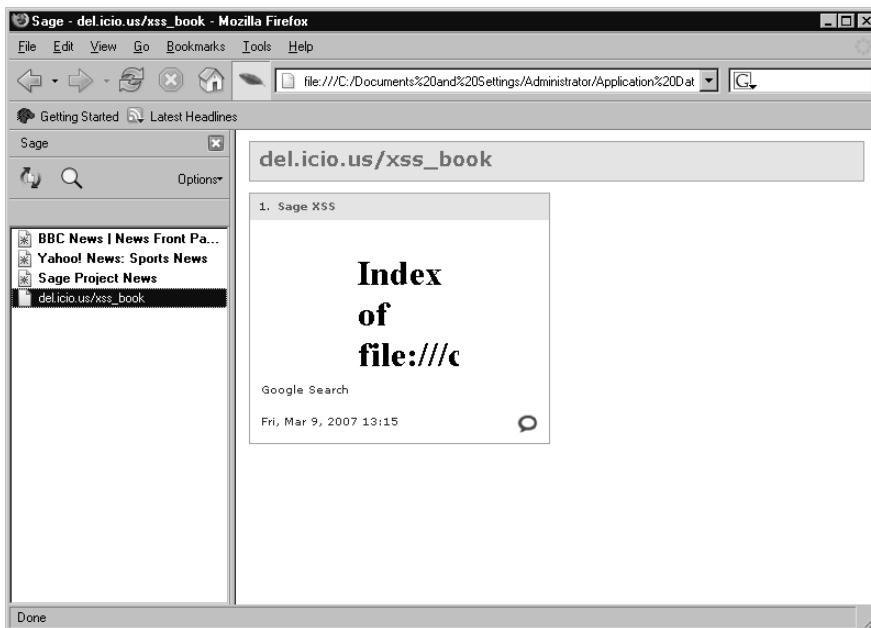 Sage - del.icio.us/xss_book - Mozilla Firefox
File Edit View Go Bookmarks Tools Help
file:///C:/Documents%20and%20Settings/Administrator/Application%20Dat
G
Getting Started Latest Headlines
Sage
Options
BBC News | News Front Pa...
Yahoo! News: Sports News
Sage Project News
del.icio.us/xss_book
del.icio.us/xss_book
1. Sage XSS
Index
of
file:///c
Google Search
Fri, Mar 9, 2007 13:15
Done